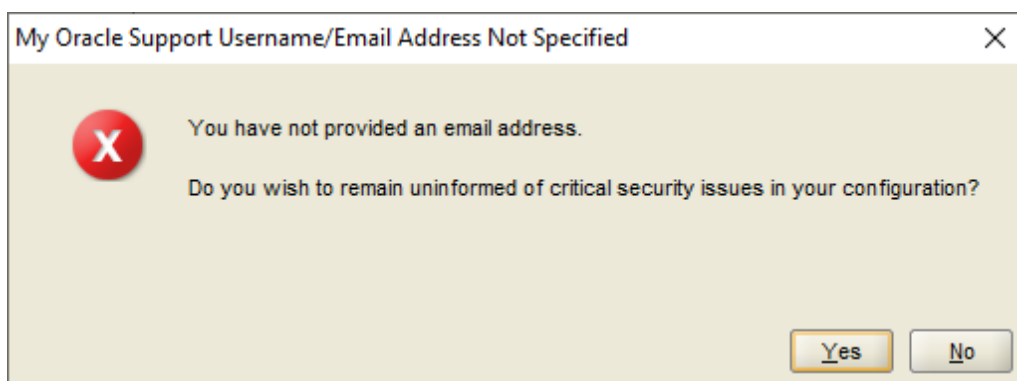 My Oracle Support Username/Email Address Not Specified
You have not provided an email address.
Do you wish to remain uninformed of critical security issues in your configuration?
Yes No